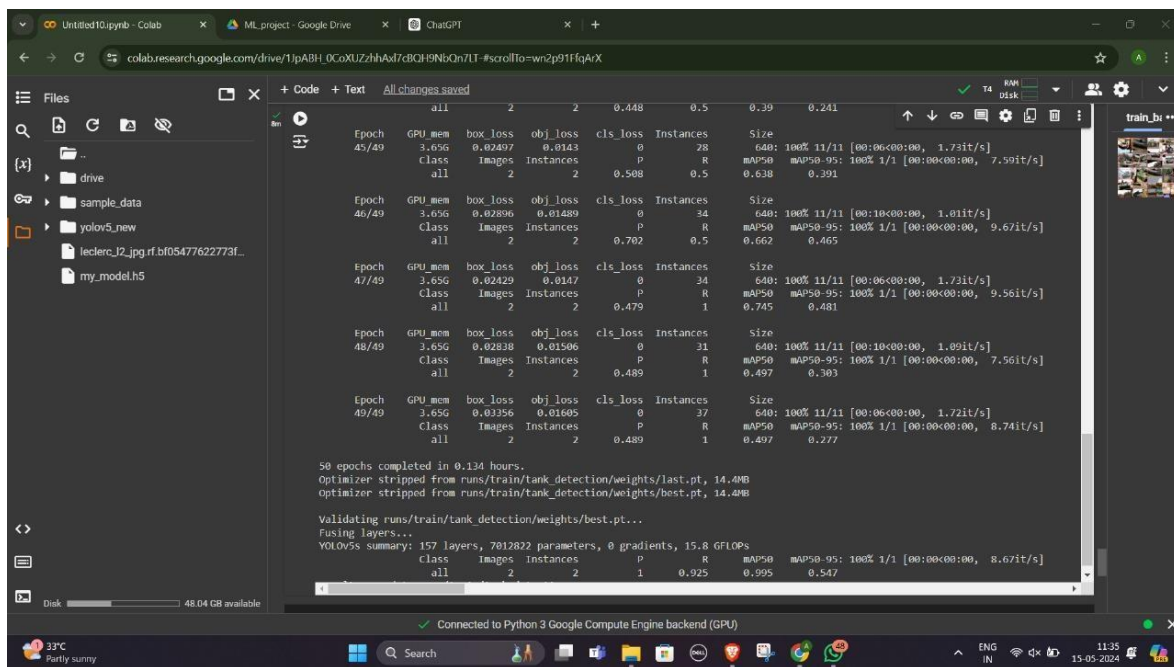 Untitled10.ipynb - Colab
ML_project - Google Drive
ChatGPT
colab.research.google.com/drive/1JpABH_0CoXUZzhhAxl7cBQH9NbQn7LT-#scrollTo=wn2p91FfqArX
Files
+ Code + Text All changes saved
T4 RAM Disk
drive
sample_data
yolov5_new
leclerc_l2_jpg.rf.bf05477622773f...
my_model.h5
8m
train_b
all 2 2 0.448 0.5 0.39 0.241
Epoch GPU_mem box_loss obj_loss cls_loss Instances Size
45/49 3.65G 0.02497 0.0143 0 28 640: 100% 11/11 [00:06<00:00, 1.73it/s]
Class Images Instances P R mAP50 mAP50-95: 100% 1/1 [00:00<00:00, 7.59it/s]
all 2 2 0.508 0.5 0.638 0.391
Epoch GPU_mem box_loss obj_loss cls_loss Instances Size
46/49 3.65G 0.02896 0.01489 0 34 640: 100% 11/11 [00:10<00:00, 1.01it/s]
Class Images Instances P R mAP50 mAP50-95: 100% 1/1 [00:00<00:00, 9.67it/s]
all 2 2 0.702 0.5 0.662 0.465
Epoch GPU_mem box_loss obj_loss cls_loss Instances Size
47/49 3.65G 0.02429 0.0147 0 34 640: 100% 11/11 [00:06<00:00, 1.73it/s]
Class Images Instances P R mAP50 mAP50-95: 100% 1/1 [00:00<00:00, 9.56it/s]
all 2 2 0.479 1 0.745 0.481
Epoch GPU_mem box_loss obj_loss cls_loss Instances Size
48/49 3.65G 0.02838 0.01506 0 31 640: 100% 11/11 [00:10<00:00, 1.09it/s]
Class Images Instances P R mAP50 mAP50-95: 100% 1/1 [00:00<00:00, 7.56it/s]
all 2 2 0.489 1 0.497 0.303
Epoch GPU_mem box_loss obj_loss cls_loss Instances Size
49/49 3.65G 0.03356 0.01605 0 37 640: 100% 11/11 [00:06<00:00, 1.72it/s]
Class Images Instances P R mAP50 mAP50-95: 100% 1/1 [00:00<00:00, 8.74it/s]
all 2 2 0.489 1 0.497 0.277
50 epochs completed in 0.134 hours.
Optimizer stripped from runs/train/tank_detection/weights/last.pt, 14.4MB
Optimizer stripped from runs/train/tank_detection/weights/best.pt, 14.4MB
Validating runs/train/tank_detection/weights/best.pt...
Fusing layers...
YOLOv5s summary: 157 layers, 7012822 parameters, 0 gradients, 15.8 GFLOPs
Class Images Instances P R mAP50 mAP50-95: 100% 1/1 [00:00<00:00, 8.67it/s]
all 2 2 1 0.925 0.995 0.547
Disk 48.04 GB available
Connected to Python 3 Google Compute Engine backend (GPU)
33°C
Partly sunny
Search
ENG
IN
11:35
15-05-2024